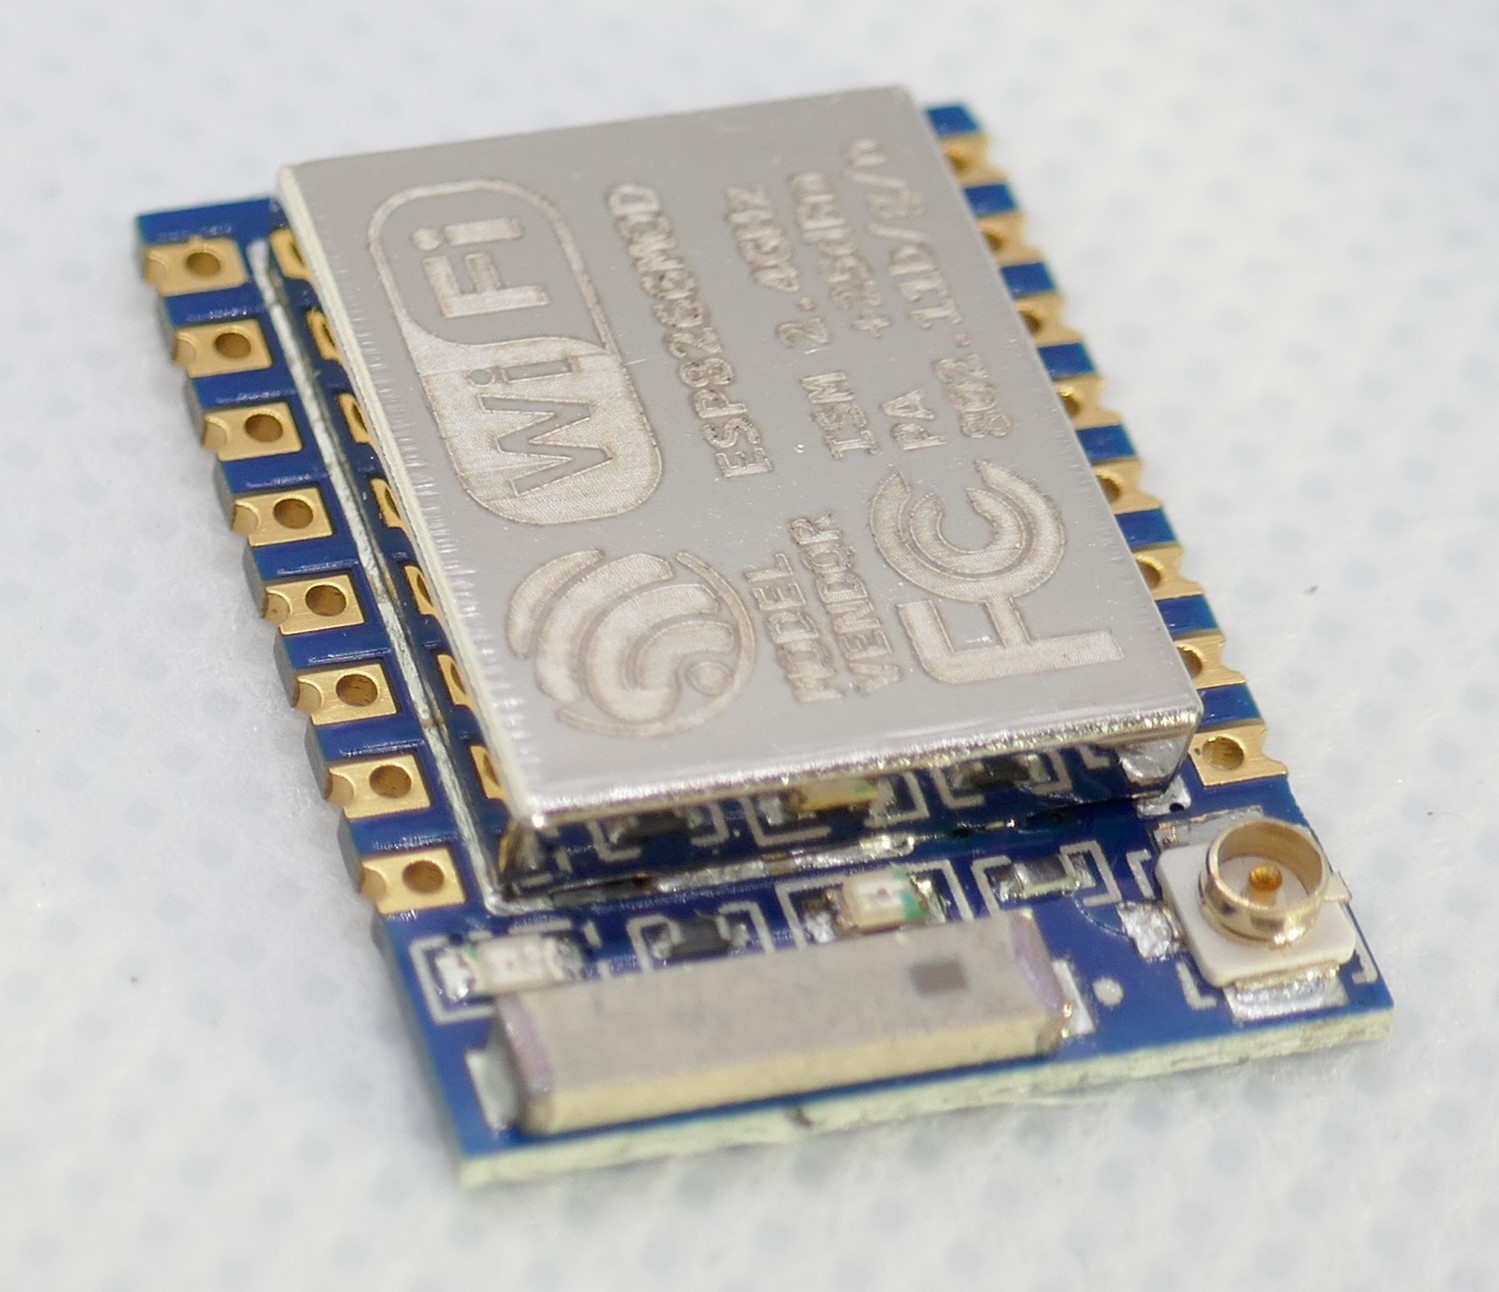 WiFi
ESP8266MOD
ISM 2.4GHz
PA +25dBm
802.11b/g/n
MODEL
VENDOR
FC